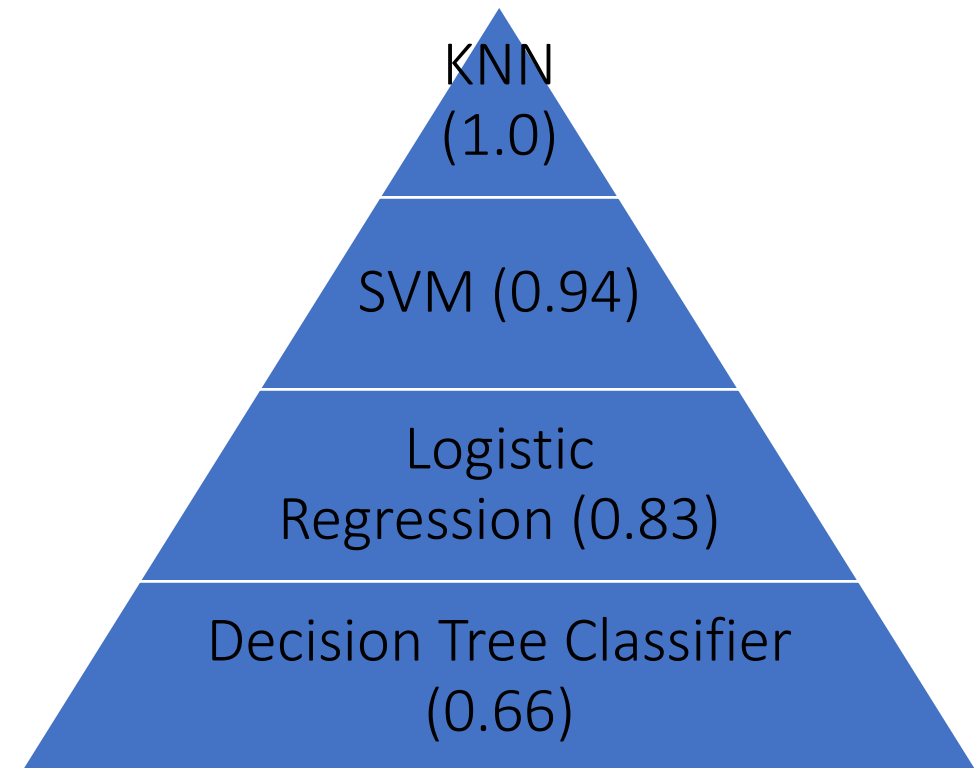 KNN
(1.0)
SVM (0.94)
Logistic
Regression (0.83)
Decision Tree Classifier
(0.66)